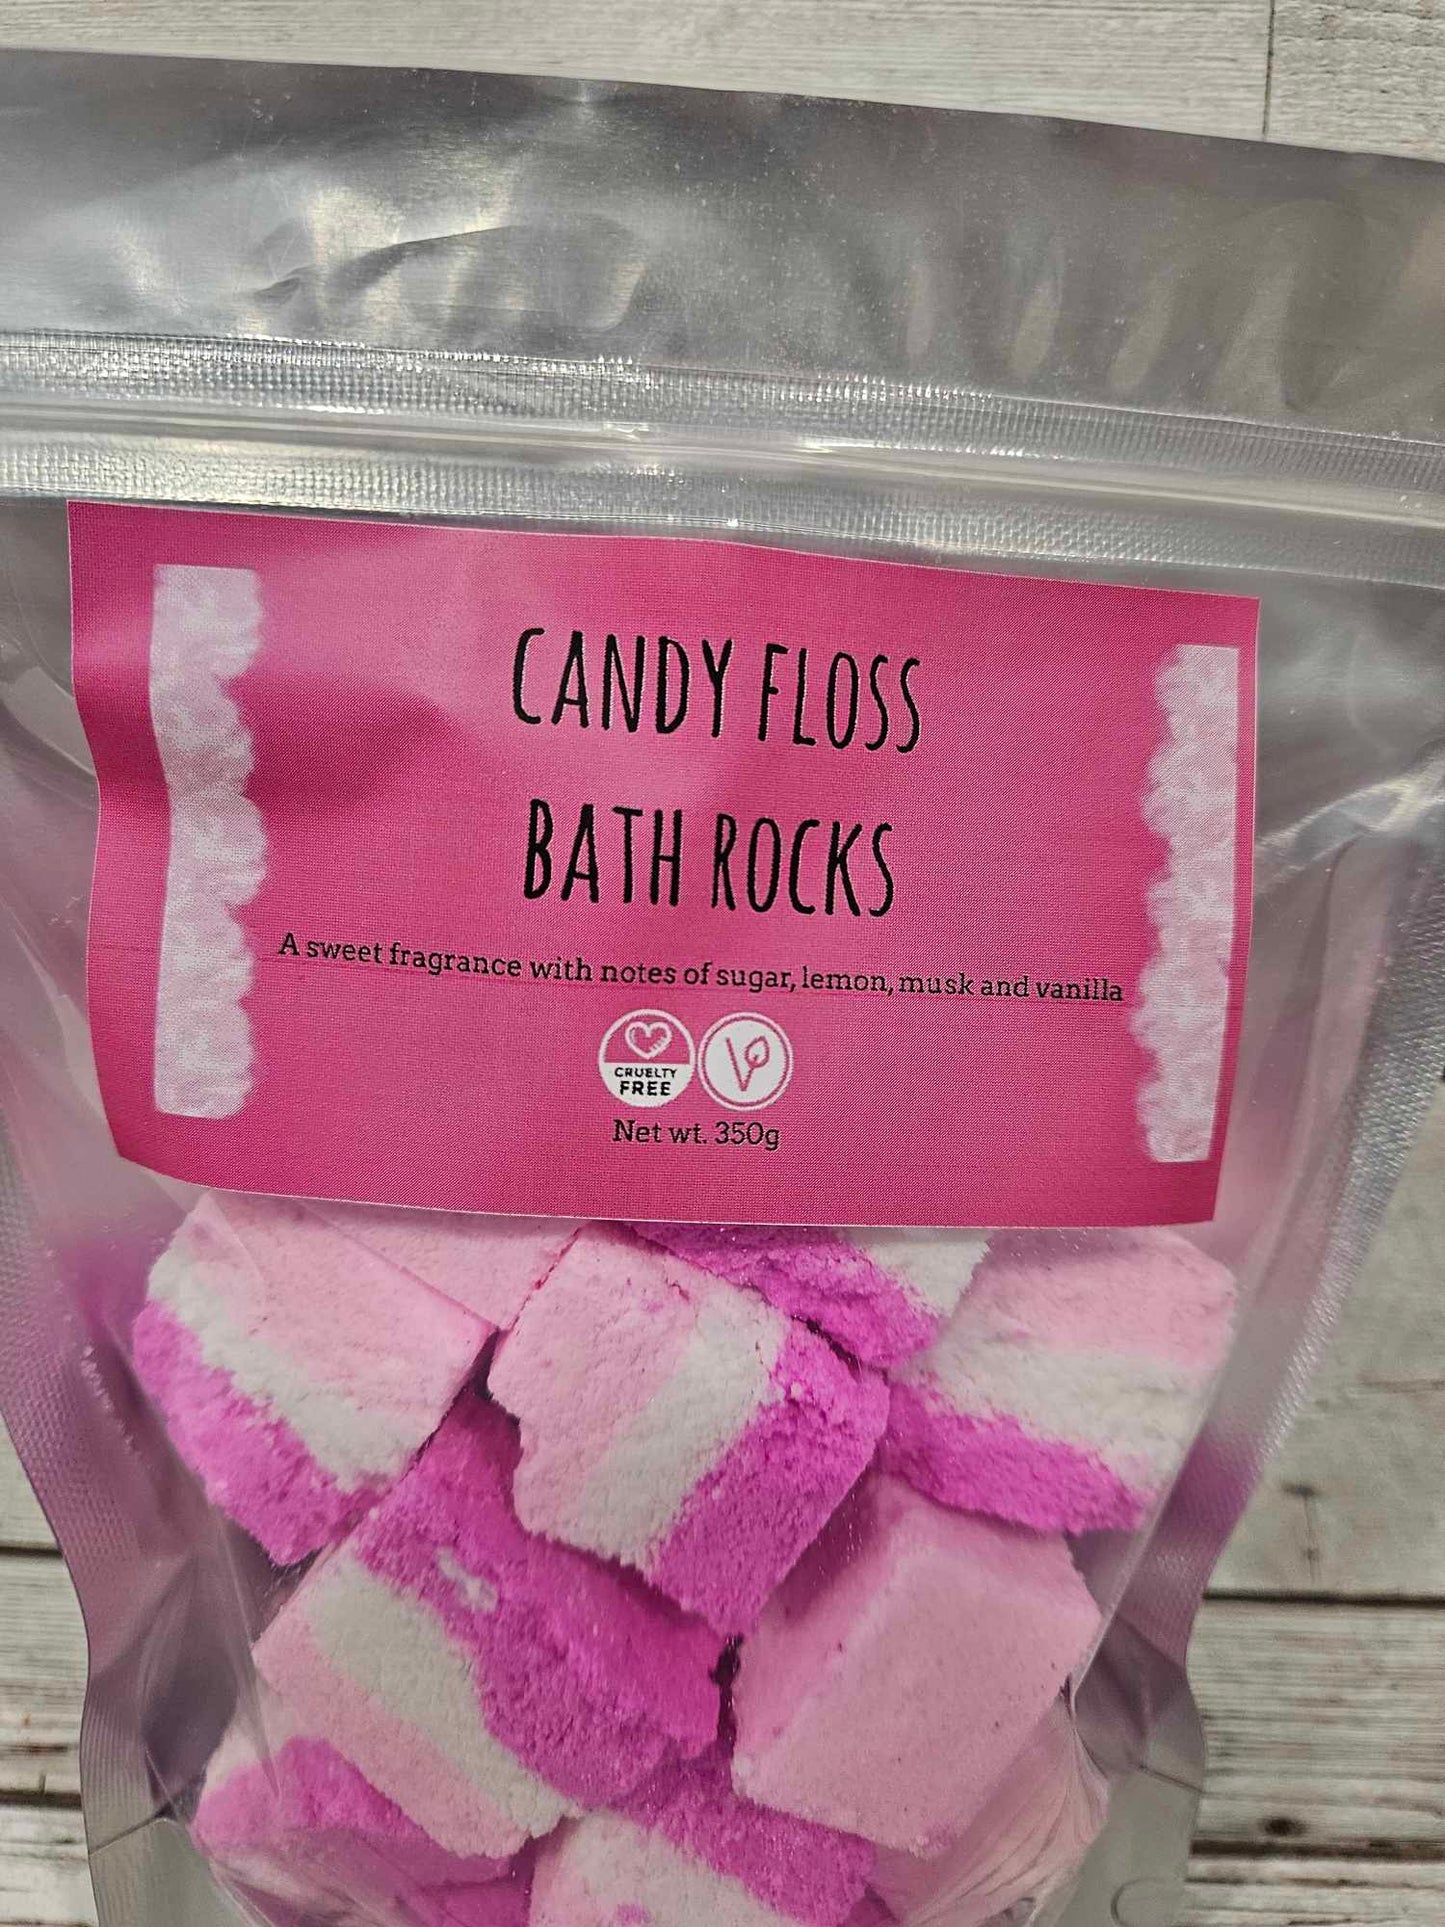 CANDY FLOSS
BATH ROCKS
A sweet fragrance with notes of sugar, lemon, musk and vanilla
CRUELTY
FREE
V
Net wt. 350g